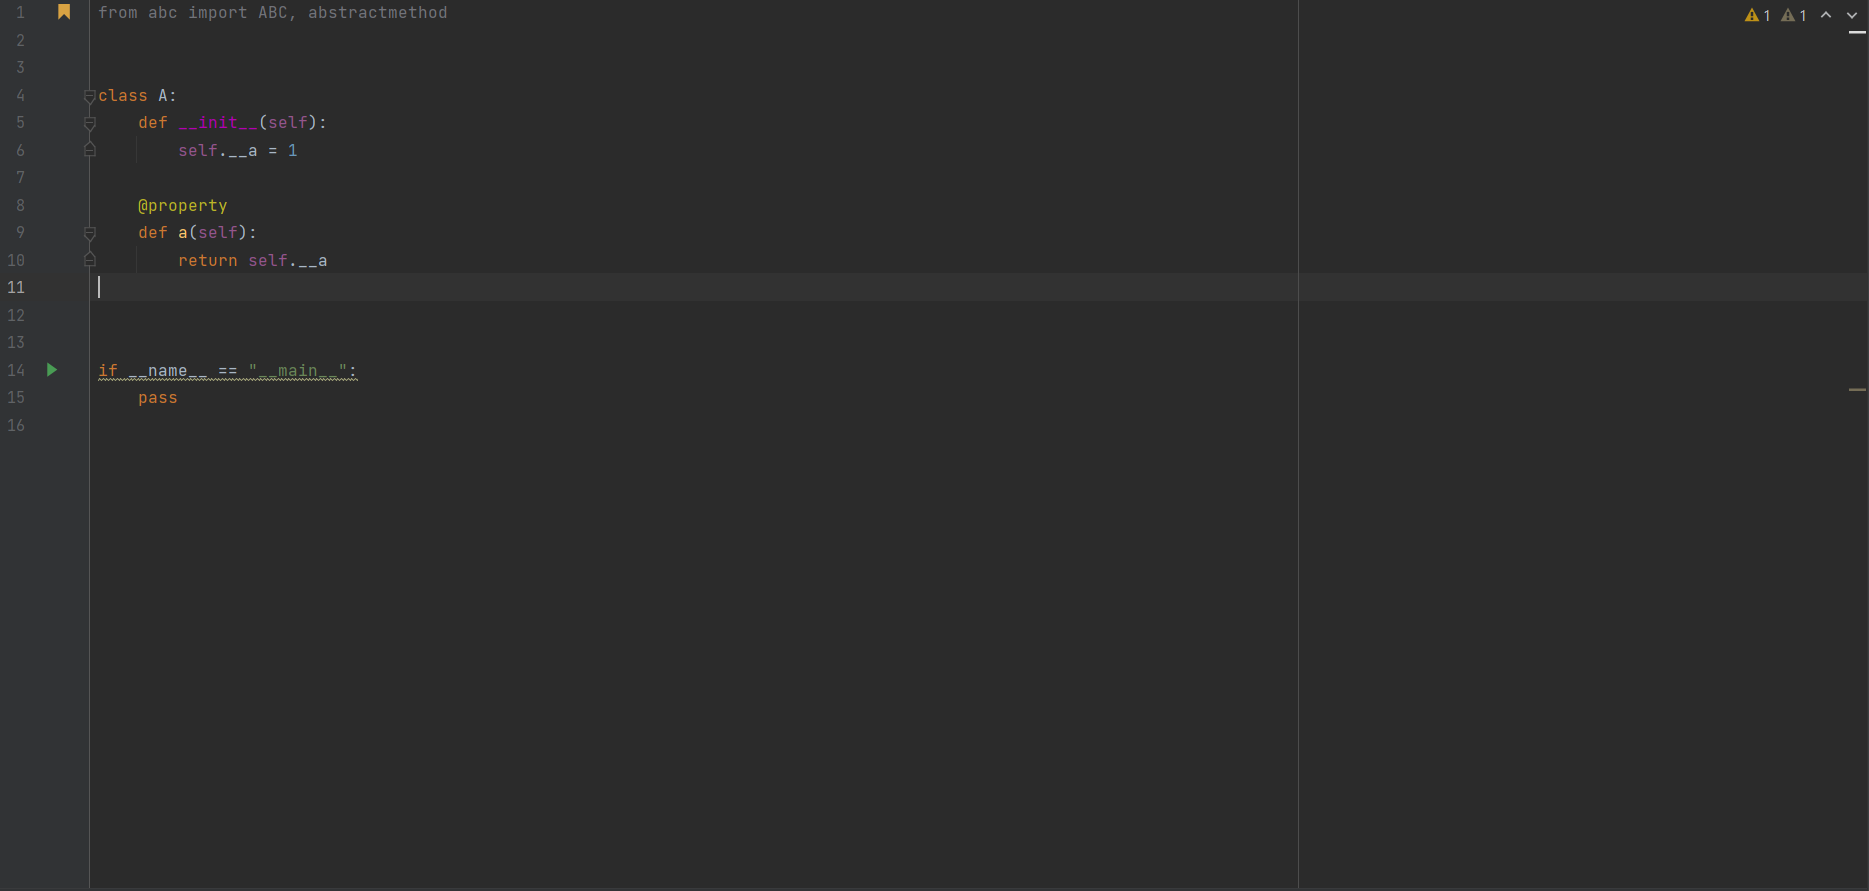 1 from abc import ABC, abstractmethod
2
3
4 class A:
5     def __init__(self):
6         self.__a = 1
7
8     @property
9     def a(self):
10         return self.__a
11
12
13
14 if __name__ == "__main__":
15     pass
16
1 1